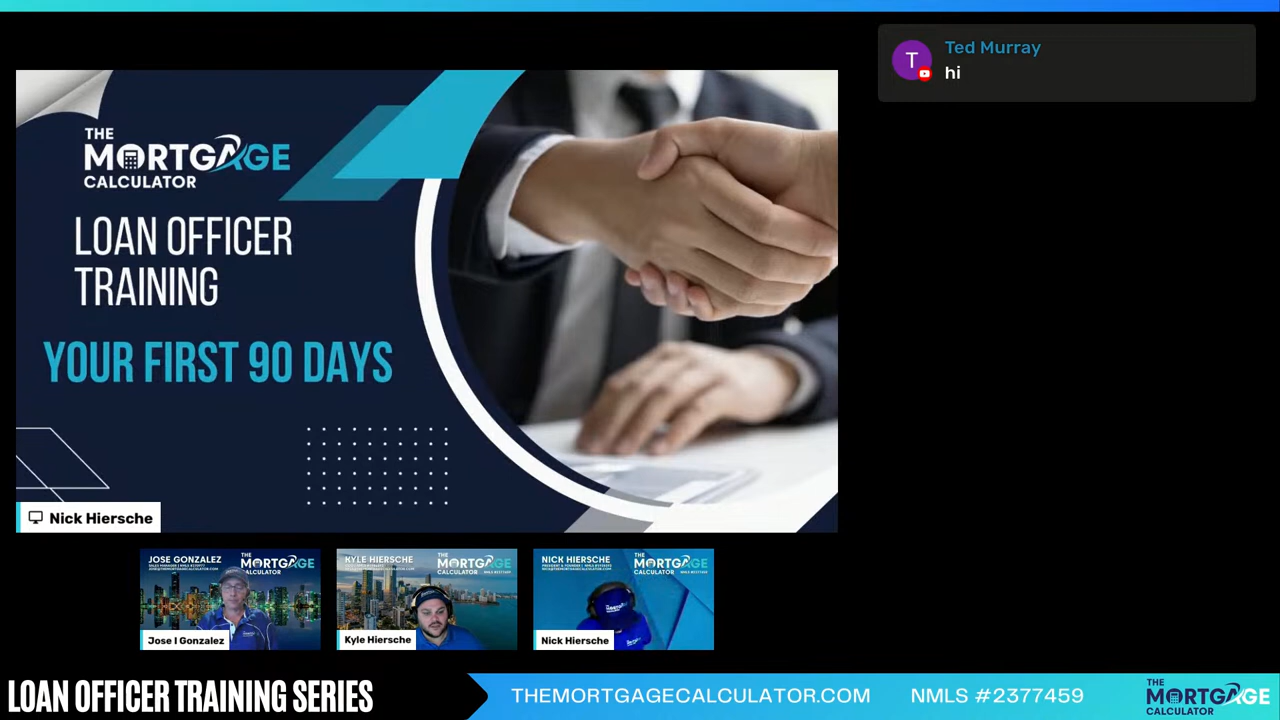 Ted Murray
T
hi
THE
MORTGAGE
CALCULATOR
LOAN OFFICER
TRAINING
YOUR FIRST 90 DAYS
Nick Hiersche
JOSE GONZALEZ
THE
MORTGAGE
CALCULATOR
Jose I Gonzalez
KYLE HIERSCHE
THE
MORTGAGE
CALCULATOR
Kyle Hiersche
NICK HIERSCHE
THE
MORTGAGE
CALCULATOR
Nick Hiersche
LOAN OFFICER TRAINING SERIES
THEMORTGAGECALCULATOR.COM
NMLS #2377459
THE
MORTGAGE
CALCULATOR